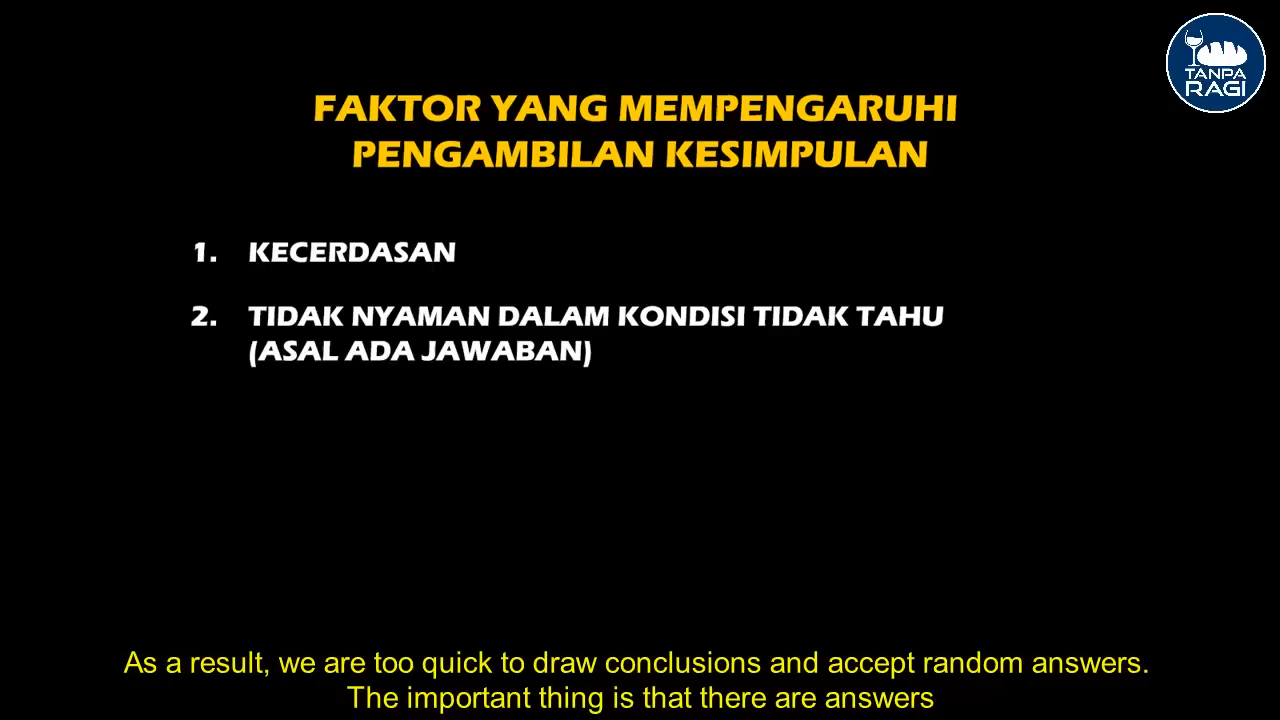 TANPA
RAGI
FAKTOR YANG MEMPENGARUHI
PENGAMBILAN KESIMPULAN
1. KECERDASAN
2. TIDAK NYAMAN DALAM KONDISI TIDAK TAHU
(ASAL ADA JAWABAN)
As a result, we are too quick to draw conclusions and accept random answers.
The important thing is that there are answers